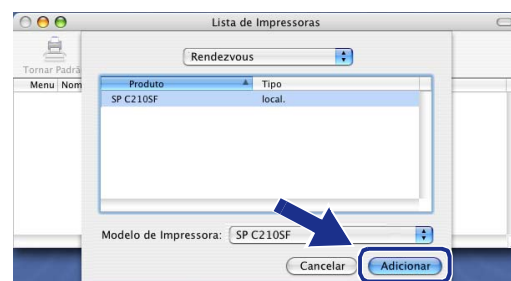 Lista de Impressoras
Rendezvous
Tornar Padrã
Menu Nom
Produto Tipo
SP C210SF local.
Modelo de Impressora: SP C210SF
Cancelar Adicionar